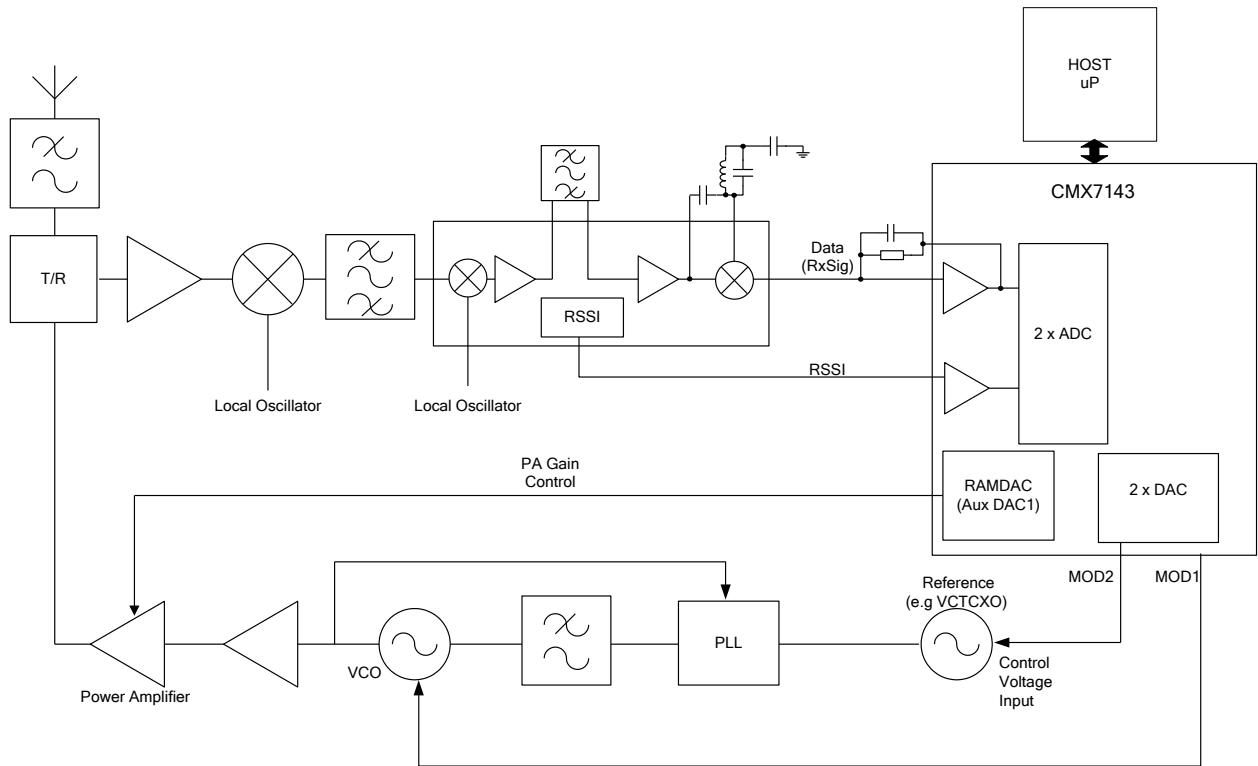 HOST
uP
CMX7143
T/R
Data
(RxSig)
2 x ADC
RSSI
RSSI
Local Oscillator
Local Oscillator
PA Gain
Control
RAMDAC
(Aux DAC1)
2 x DAC
MOD2
MOD1
Reference
(e.g VCTCXO)
PLL
VCO
Control
Voltage
Input
Power Amplifier